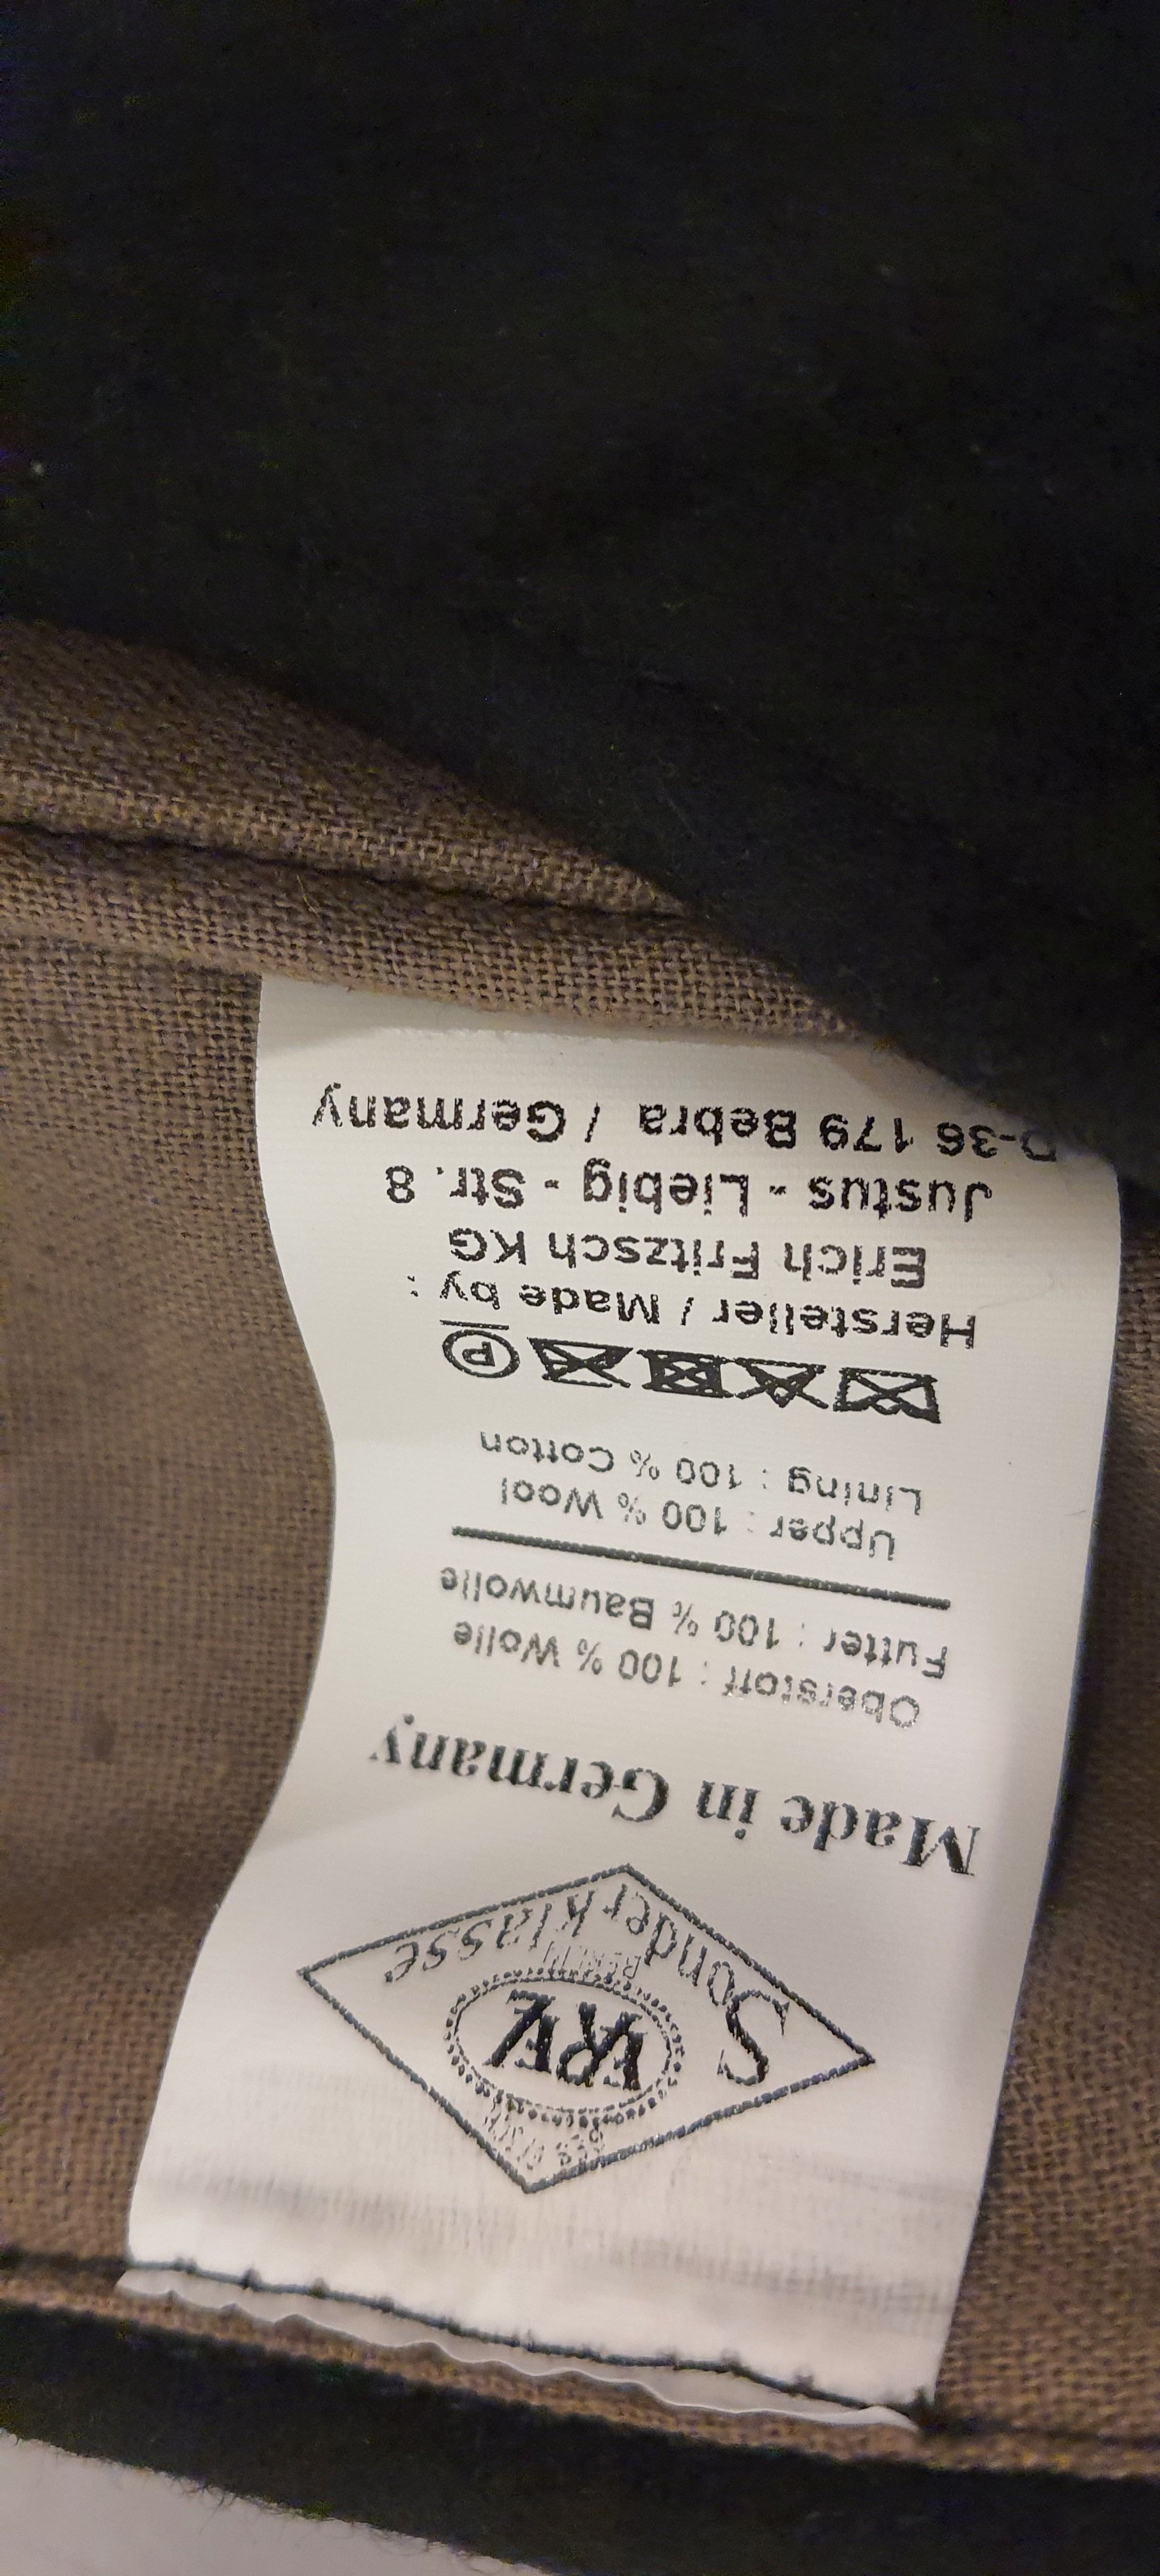 Sonderklasse
Made in Germany
Oberstoff : 100 % Wolle
Futter : 100 % Baumwolle
Upper : 100 % Wool
Lining : 100 % Cotton
P
Hersteller / Made by :
Erich Fritzsch KG
Justus - Liebig - Str. 8
D-36 179 Bebra / Germany